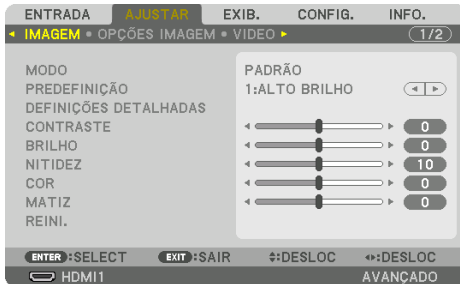 ENTRADA AJUSTAR EXIB. CONFIG. INFO.
IMAGEM • OPÇÕES IMAGEM • VIDEO 1/2
MODO PADRÃO
PREDEFINIÇÃO 1:ALTO BRILHO
DEFINIÇÕES DETALHADAS
CONTRASTE 0
BRILHO 0
NITIDEZ 10
COR 0
MATIZ 0
REINI.
ENTER :SELECT EXIT :SAIR :DESLOC :DESLOC
HDMI1 AVANÇADO